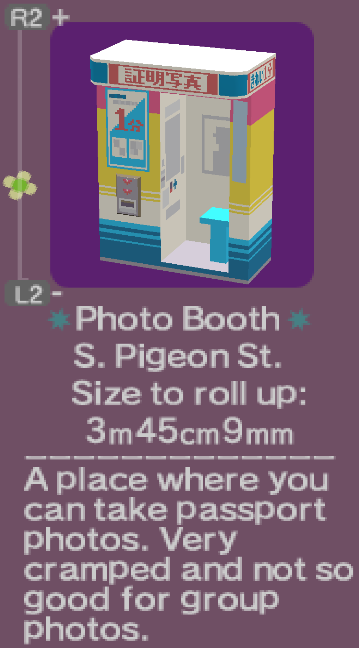 R2 +
証明写真
1分
L2 -
Photo Booth
S. Pigeon St.
Size to roll up:
3m45cm9mm
A place where you
can take passport
photos. Very
cramped and not so
good for group
photos.